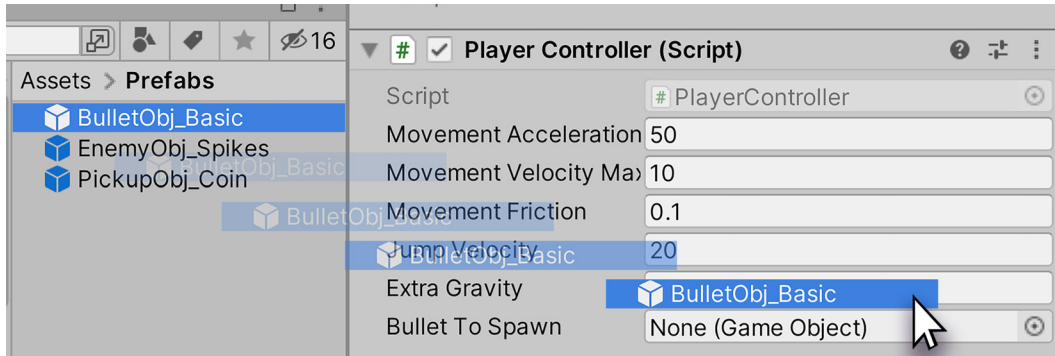 16
Assets > Prefabs
BulletObj_Basic
EnemyObj_Spikes
PickupObj_Coin
BulletObj_Basic
BulletObj_Basic
BulletObj_Basic
BulletObj_Basic
# Player Controller (Script)
Script # PlayerController
Movement Acceleration 50
Movement Velocity Max 10
Movement Friction 0.1
Jump Velocity 20
Extra Gravity
Bullet To Spawn None (Game Object)